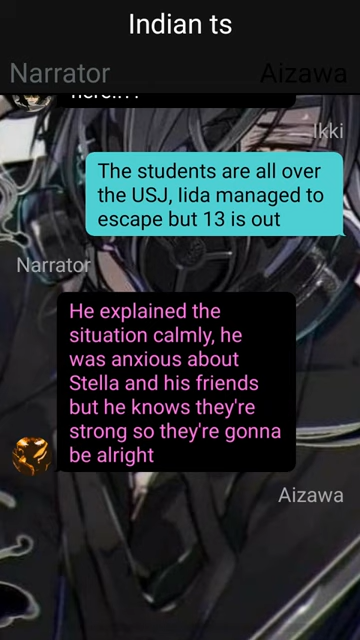 Indian ts
Narrator
Aizawa
Ikki
The students are all over
the USJ, Iida managed to
escape but 13 is out
Narrator
He explained the
situation calmly, he
was anxious about
Stella and his friends
but he knows they're
strong so they're gonna
be alright
Aizawa